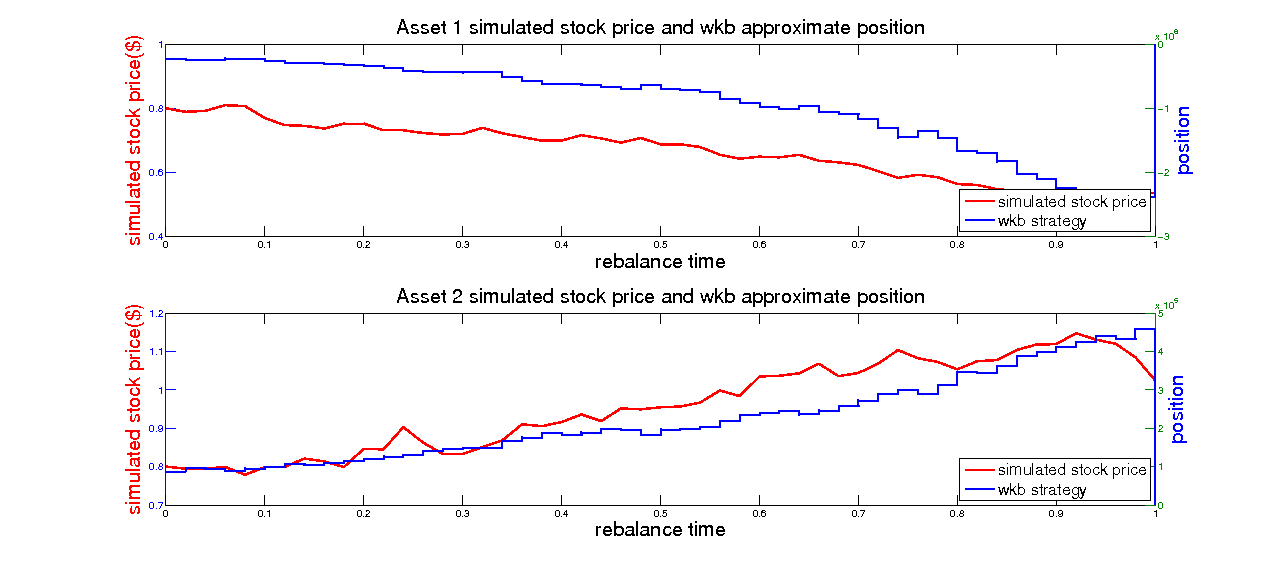 Asset 1 simulated stock price and wkb approximate position
simulated stock price($)
1
0.8
0.6
0.4
0
-1
-2
-3
position
simulated stock price
wkb strategy
0 0.1 0.2 0.3 0.4 0.5 0.6 0.7 0.8 0.9 1
rebalance time
Asset 2 simulated stock price and wkb approximate position
simulated stock price($)
1.2
1.1
1
0.9
0.8
0.7
x 10
5
4
3
2
1
0
position
simulated stock price
wkb strategy
0 0.1 0.2 0.3 0.4 0.5 0.6 0.7 0.8 0.9 1
rebalance time